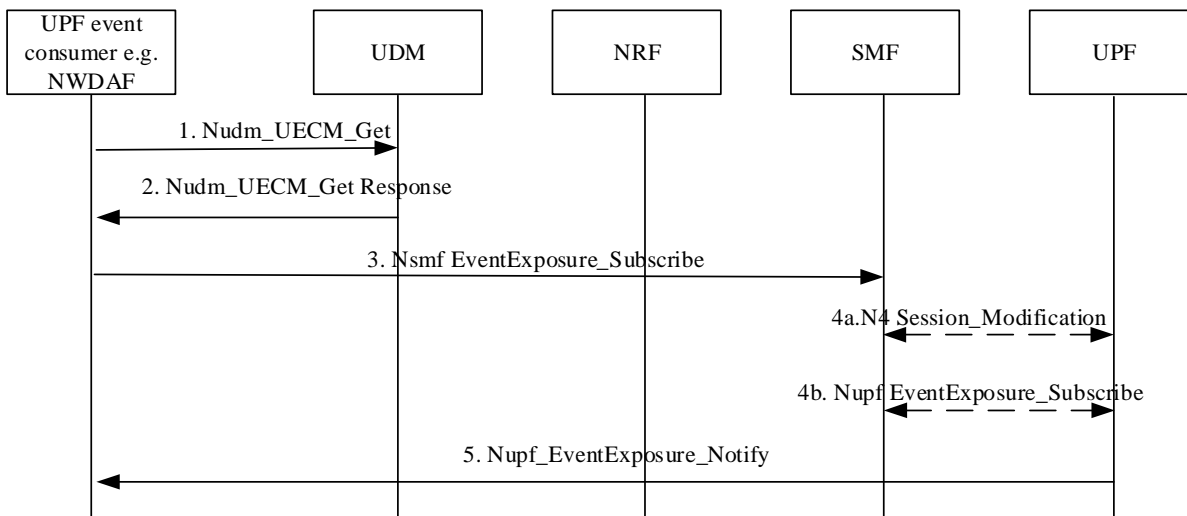 UPF event
consumer e.g.
NWDAF
UDM
NRF
SMF
UPF
1. Nudm_UECM_Get
2. Nudm_UECM_Get Response
3. Nsmf EventExposure_Subscribe
4a.N4 Session_Modification
4b. Nupf EventExposure_Subscribe
5. Nupf_EventExposure_Notify